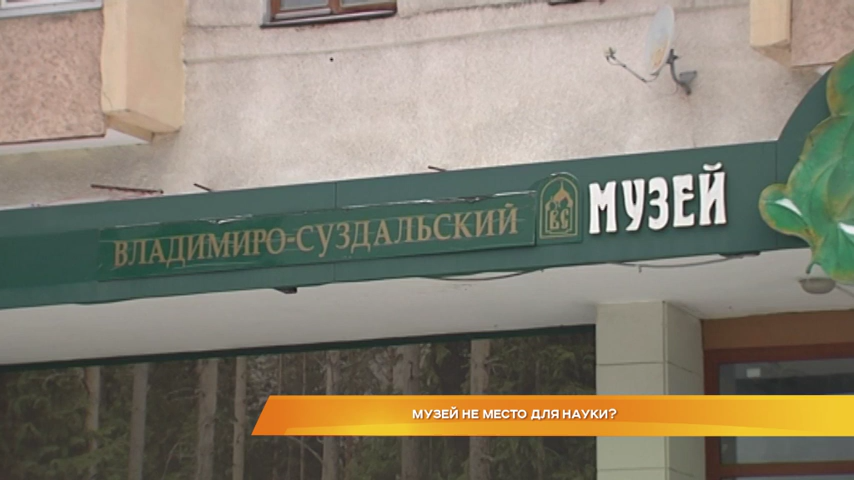 ВЛАДИМИРО-СУЗДАЛЬСКИЙ
ВС
МУЗЕЙ
МУЗЕЙ НЕ МЕСТО ДЛЯ НАУКИ?